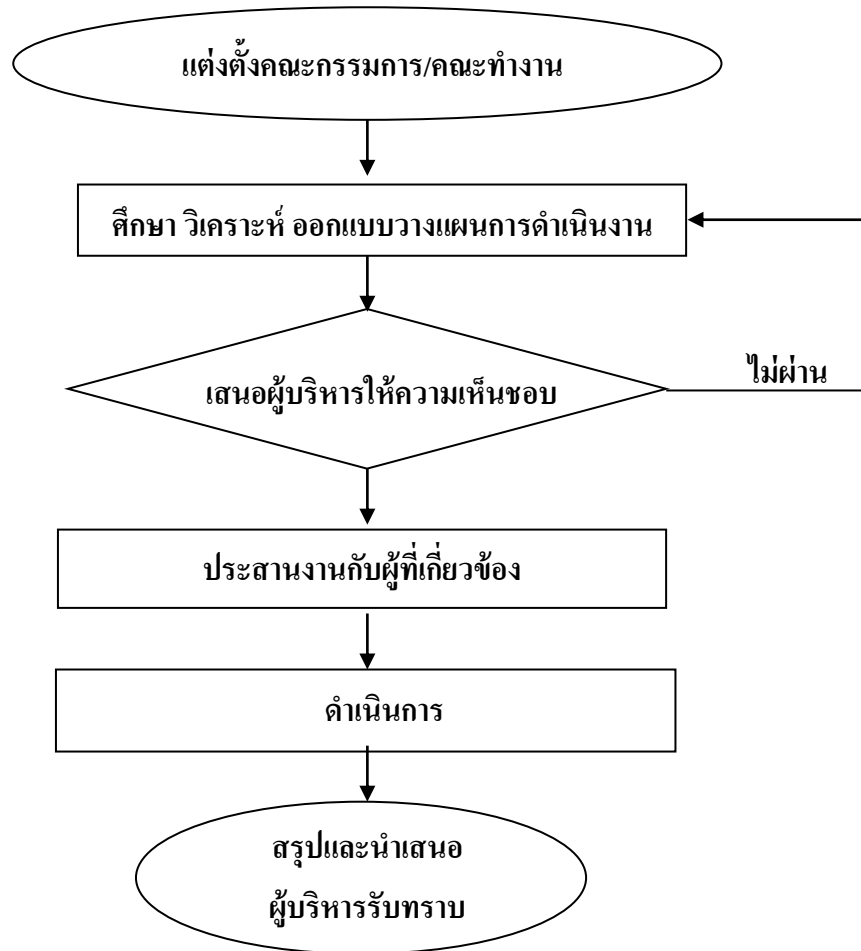 แต่งตั้งคณะกรรมการ/คณะทำงาน
ศึกษา วิเคราะห์ ออกแบบวางแผนการดำเนินงาน
ไม่ผ่าน
เสนอผู้บริหารให้ความเห็นชอบ
ประสานงานกับผู้ที่เกี่ยวข้อง
ดำเนินการ
สรุปและนำเสนอ
ผู้บริหารรับทราบ